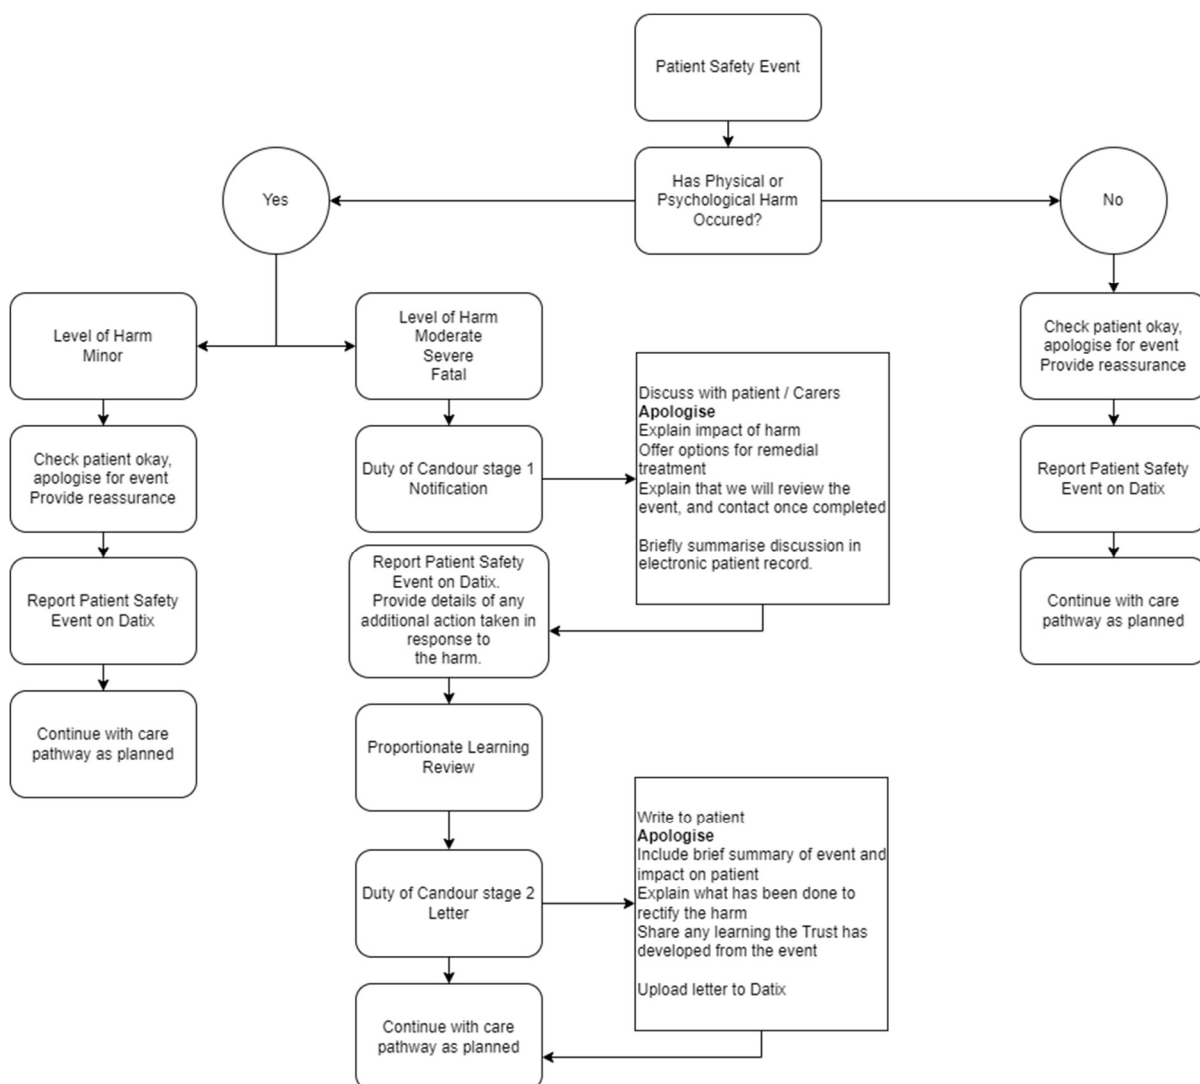 Patient Safety Event
Has Physical or
Psychological Harm
Occured?
Yes
No
Level of Harm
Minor
Check patient okay,
apologise for event
Provide reassurance
Report Patient Safety
Event on Datix
Continue with care
pathway as planned
Level of Harm
Moderate
Severe
Fatal
Duty of Candour stage 1
Notification
Discuss with patient / Carers
Apologise
Explain impact of harm
Offer options for remedial
treatment
Explain that we will review the
event, and contact once completed
Briefly summarise discussion in
electronic patient record.
Report Patient Safety
Event on Datix.
Provide details of any
additional action taken in
response to
the harm.
Proportionate Learning
Review
Duty of Candour stage 2
Letter
Write to patient
Apologise
Include brief summary of event and
impact on patient
Explain what has been done to
rectify the harm
Share any learning the Trust has
developed from the event
Upload letter to Datix
Continue with care
pathway as planned
Check patient okay,
apologise for event
Provide reassurance
Report Patient Safety
Event on Datix
Continue with care
pathway as planned